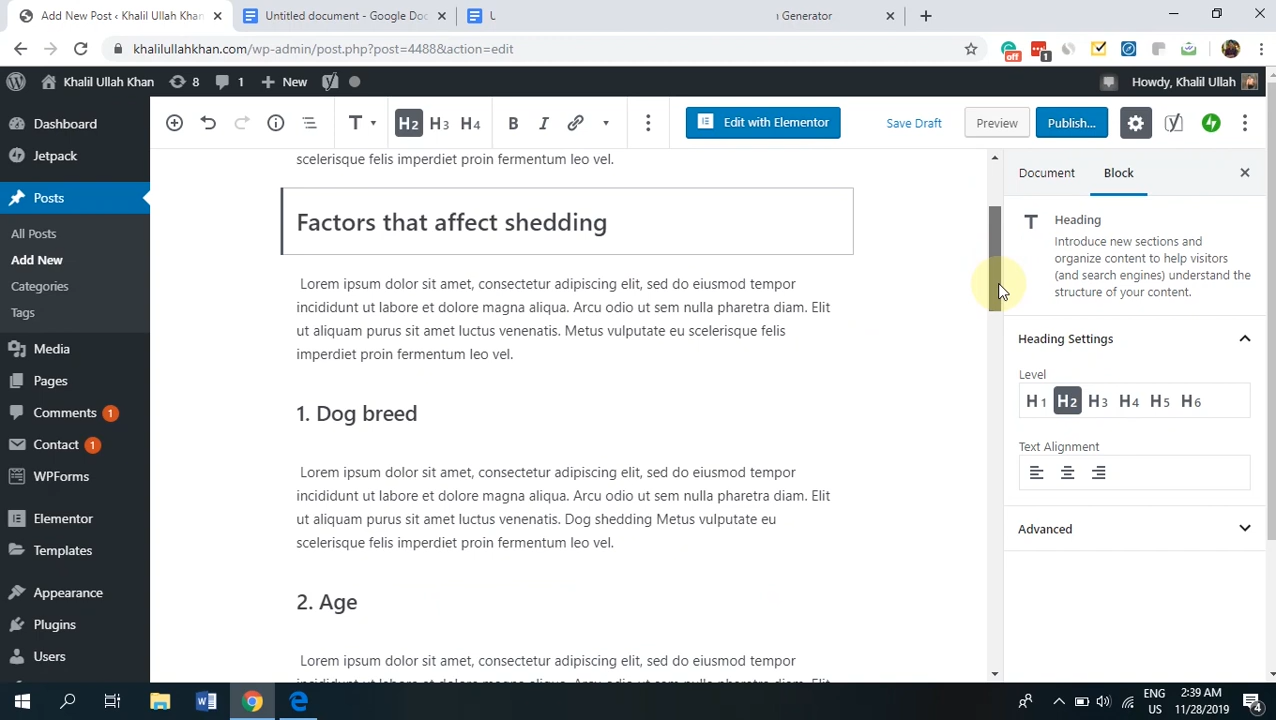 Add New Post ‹ Khalil Ullah Khan
Untitled document - Google Doc
Generator
khalilullahkhan.com/wp-admin/post.php?post=4488&action=edit
off
1
Khalil Ullah Khan
8
1
New
Howdy, Khalil Ullah
Dashboard
Jetpack
Posts
All Posts
Add New
Categories
Tags
Media
Pages
Comments 1
Contact 1
WPForms
Elementor
Templates
Appearance
Plugins
Users
T
H2 H3 H4
B I
Edit with Elementor
Save Draft
Preview
Publish...
scelerisque felis imperdiet proin fermentum leo vel.
Factors that affect shedding
Lorem ipsum dolor sit amet, consectetur adipiscing elit, sed do eiusmod tempor
incididunt ut labore et dolore magna aliqua. Arcu odio ut sem nulla pharetra diam. Elit
ut aliquam purus sit amet luctus venenatis. Metus vulputate eu scelerisque felis
imperdiet proin fermentum leo vel.
1. Dog breed
Lorem ipsum dolor sit amet, consectetur adipiscing elit, sed do eiusmod tempor
incididunt ut labore et dolore magna aliqua. Arcu odio ut sem nulla pharetra diam. Elit
ut aliquam purus sit amet luctus venenatis. Dog shedding Metus vulputate eu
scelerisque felis imperdiet proin fermentum leo vel.
2. Age
Lorem ipsum dolor sit amet, consectetur adipiscing elit, sed do eiusmod tempor
Document
Block
T
Heading
Introduce new sections and
organize content to help visitors
(and search engines) understand the
structure of your content.
Heading Settings
Level
H1 H2 H3 H4 H5 H6
Text Alignment
Advanced
ENG
US
2:39 AM
11/28/2019
4